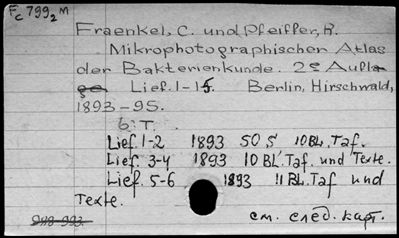 Fc 799₂ M
Fraenkel, C. und Pfeiffer, R.
Mikrophotographischer Atlas
der Bakterienkunde. 2e Aufla-
ge. Lief. 1-15. Berlin, Hirschwald,
1893-95.
6: T.
Lief. 1-2 1893 50 S 10 Bl. Taf.
Lief. 3-4 1893 10 Bl. Taf. und Texte.
Lief. 5-6 1893 11 Bl. Taf und
Texte.
см. след. карт.